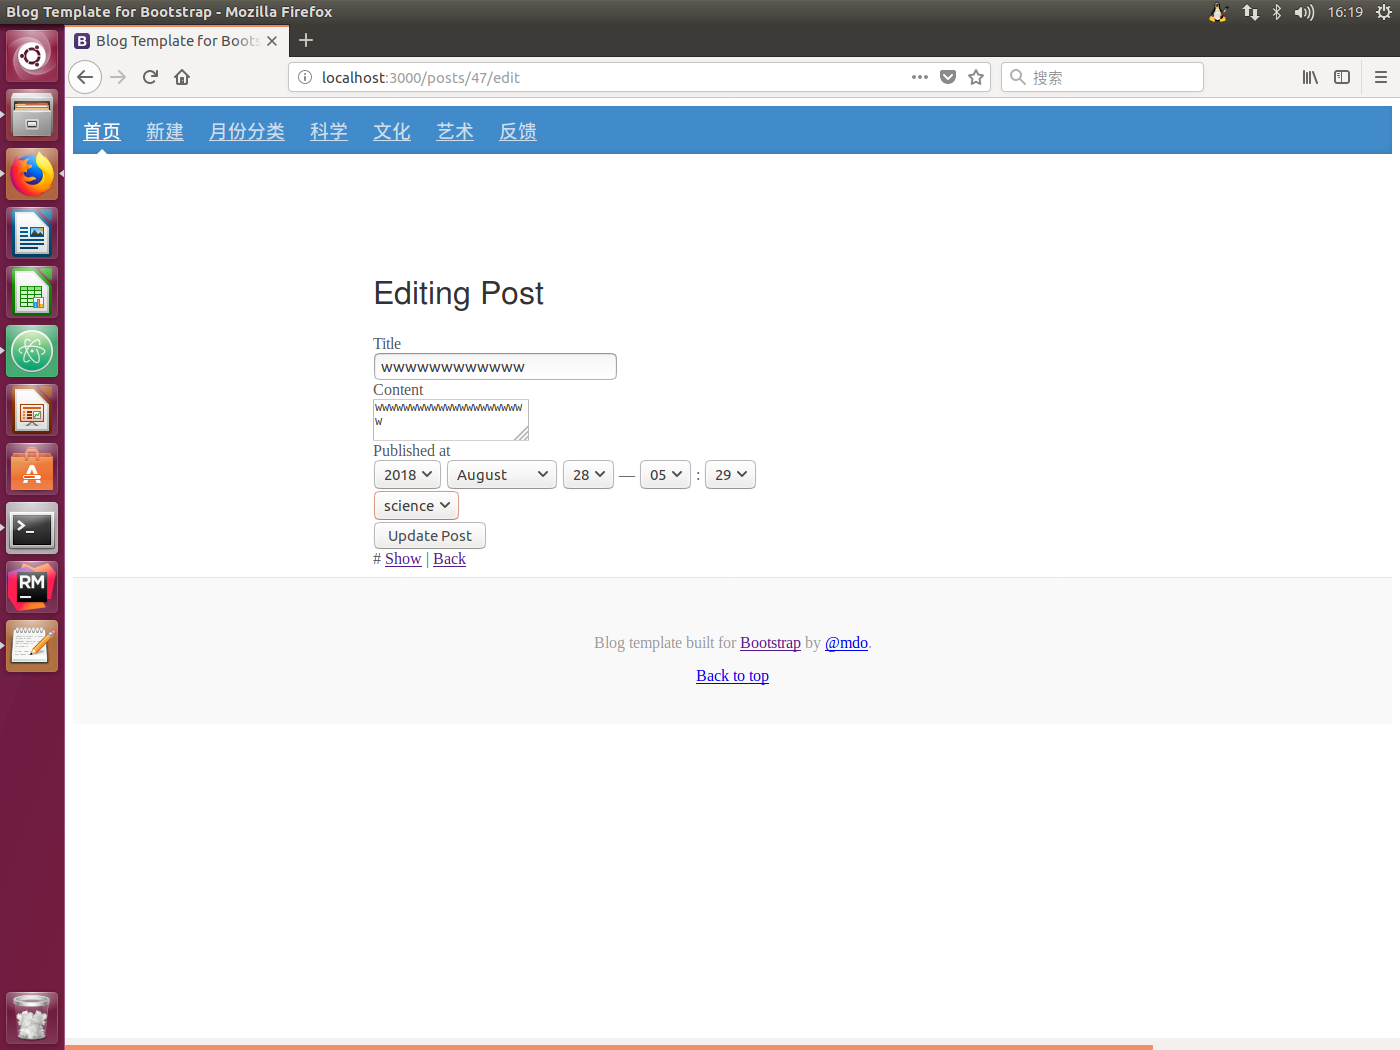 Blog Template for Bootstrap - Mozilla Firefox
16:19
B Blog Template for Boots
localhost:3000/posts/47/edit
搜索
首页 新建 月份分类 科学 文化 艺术 反馈
Editing Post
Title
wwwwwwwwwwww
Content
wwwwwwwwwwwwwwwwwwwww
w
Published at
2018 August 28 — 05 : 29
science
Update Post
# Show | Back
Blog template built for Bootstrap by @mdo.
Back to top
RM